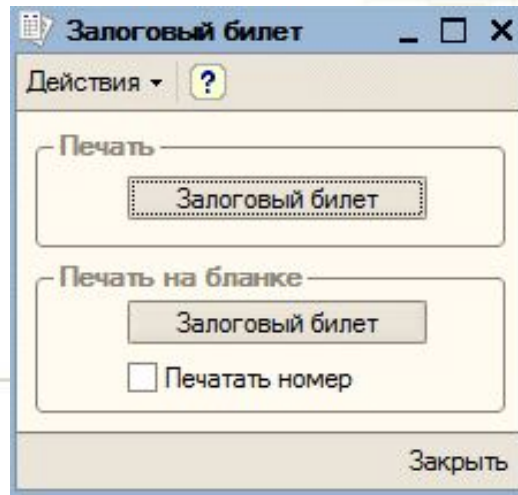 Залоговый билет
Действия ?
Печать
Залоговый билет
Печать на бланке
Залоговый билет
Печатать номер
Закрыть